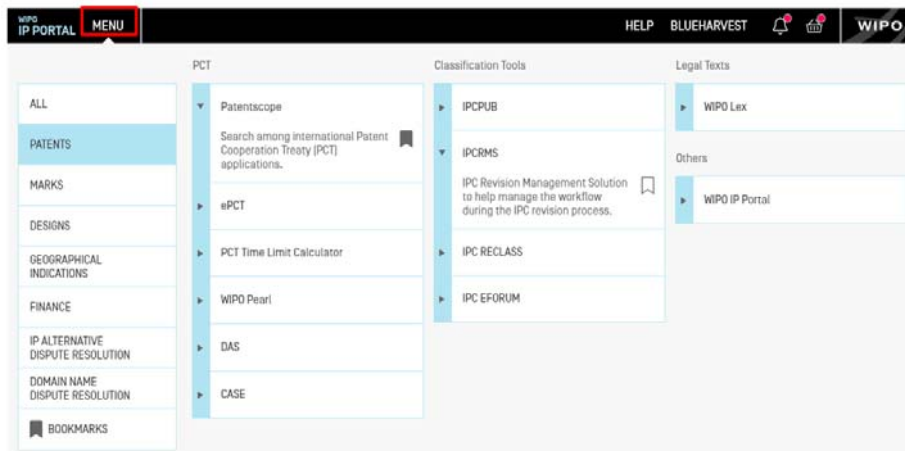 WIPO
IP PORTAL
MENU
HELP
BLUEHARVEST
WIPO
PCT
Classification Tools
Legal Texts
ALL
PATENTS
MARKS
DESIGNS
GEOGRAPHICAL
INDICATIONS
FINANCE
IP ALTERNATIVE
DISPUTE RESOLUTION
DOMAIN NAME
DISPUTE RESOLUTION
BOOKMARKS
Patentscope
Search among international Patent
Cooperation Treaty (PCT)
applications.
ePCT
PCT Time Limit Calculator
WIPO Pearl
DAS
CASE
IPCPUB
IPCRMS
IPC Revision Management Solution
to help manage the workflow
during the IPC revision process.
IPC RECLASS
IPC EFORUM
WIPO Lex
Others
WIPO IP Portal